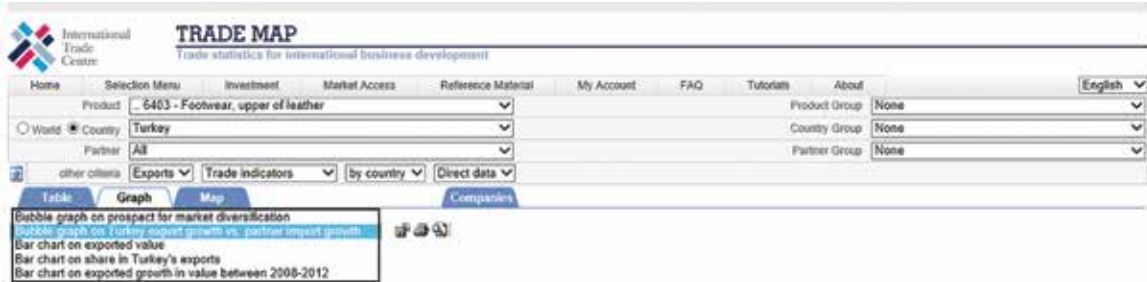 International
Trade
Centre
TRADE MAP
Trade statistics for international business development
Home Selection Menu Investment Market Access Reference Material My Account FAQ Tutorials About English
Product .. 6403 - Footwear, upper of leather Product Group None
World Country Turkey Country Group None
Partner All Partner Group None
other criteria Exports Trade indicators by country Direct data
Table Graph Map Companies
Bubble graph on prospect for market diversification
Bubble graph on Turkey export growth vs. partner import growth
Bar chart on exported value
Bar chart on share in Turkey's exports
Bar chart on exported growth in value between 2008-2012